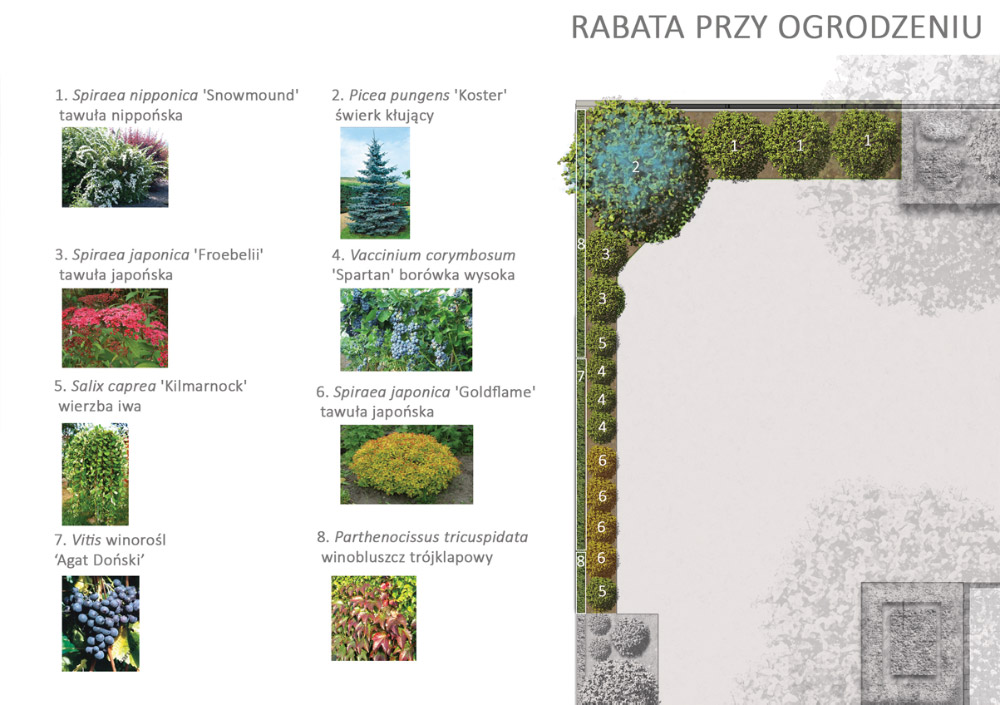 RABATA PRZY OGRODZENIU
1. Spiraea nipponica 'Snowmound'
tawuła nippońska
2. Picea pungens 'Koster'
świerk kłujący
3. Spiraea japonica 'Froebelii'
tawuła japońska
4. Vaccinium corymbosum
'Spartan' borówka wysoka
5. Salix caprea 'Kilmarnock'
wierzba iwa
6. Spiraea japonica 'Goldflame'
tawuła japońska
7. Vitis winorośl
‘Agat Doński’
8. Parthenocissus tricuspidata
winobluszcz trójklapowy
2
1
1
1
8
3
3
5
7
4
4
4
6
6
6
6
8
5